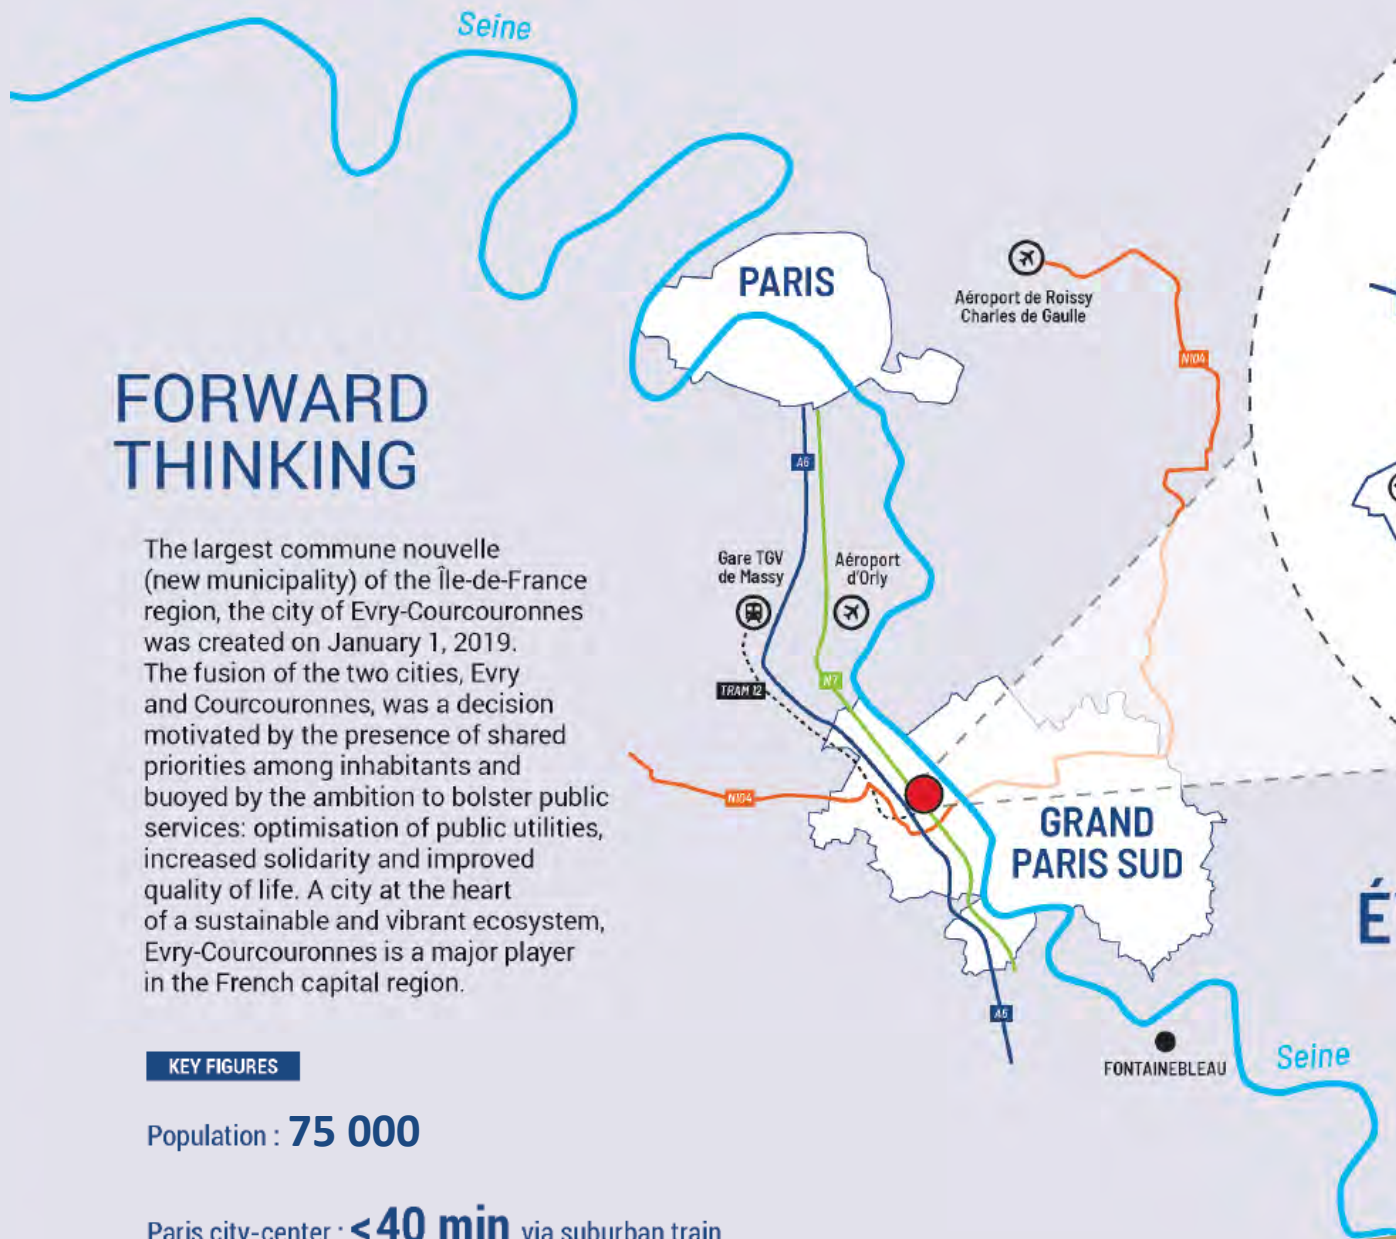 Seine
PARIS
Aéroport de Roissy
Charles de Gaulle
N104
FORWARD
THINKING
A6
The largest commune nouvelle
(new municipality) of the Île-de-France
region, the city of Evry-Courcouronnes
was created on January 1, 2019.
The fusion of the two cities, Evry
and Courcouronnes, was a decision
motivated by the presence of shared
priorities among inhabitants and
buoyed by the ambition to bolster public
services: optimisation of public utilities,
increased solidarity and improved
quality of life. A city at the heart
of a sustainable and vibrant ecosystem,
Evry-Courcouronnes is a major player
in the French capital region.
Gare TGV
de Massy
Aéroport
d'Orly
TRAM 12
N7
N104
GRAND
PARIS SUD
A6
FONTAINEBLEAU
Seine
KEY FIGURES
Population : 75 000
Paris city-center : <40 min via suburban train